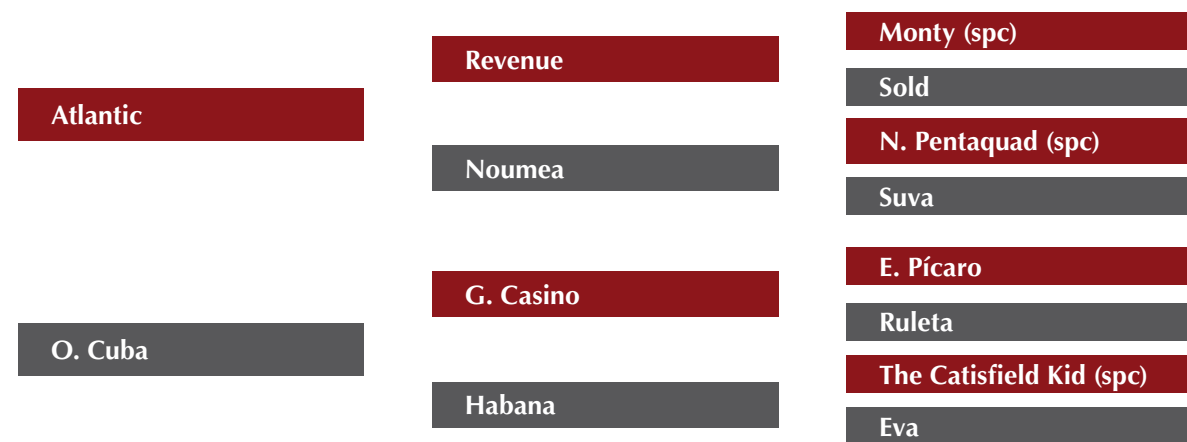 Atlantic
O. Cuba
Revenue
Noumea
G. Casino
Habana
Monty (spc)
Sold
N. Pentaquad (spc)
Suva
E. Pícaro
Ruleta
The Catisfield Kid (spc)
Eva